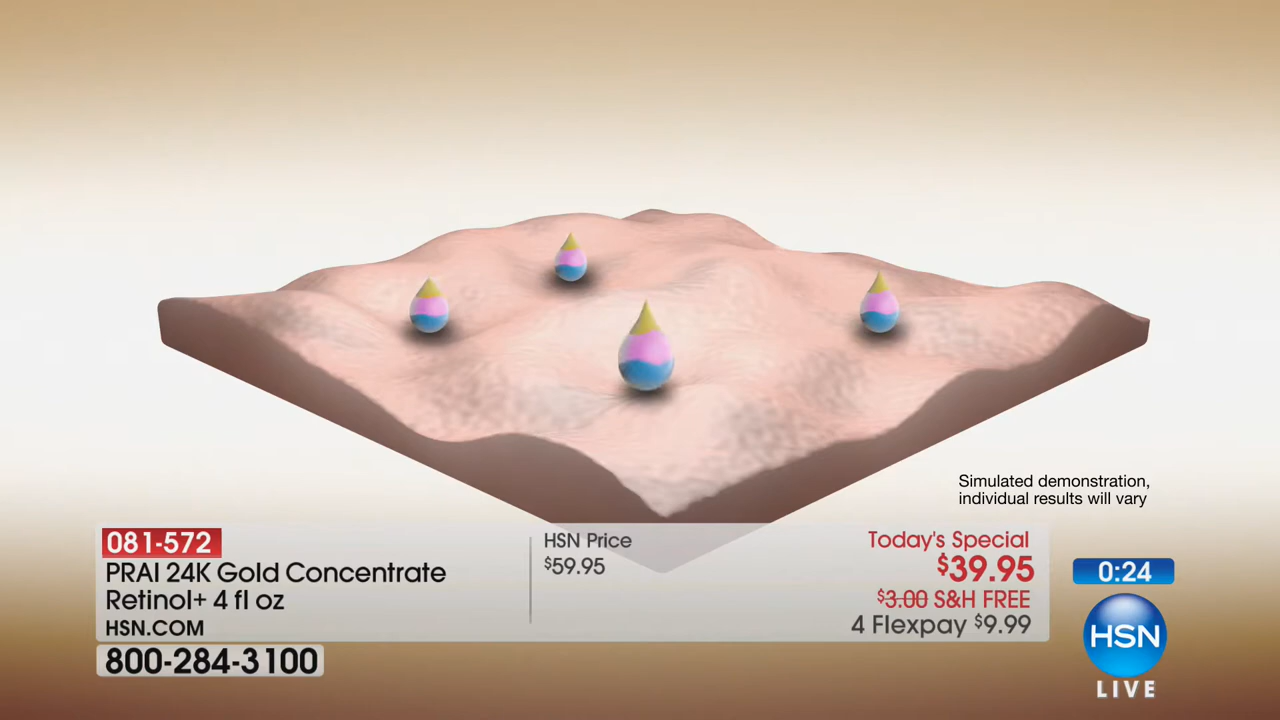 Simulated demonstration,
individual results will vary
081-572
PRAI 24K Gold Concentrate
Retinol+ 4 fl oz
HSN.COM
800-284-3100
HSN Price
$59.95
Today's Special
$39.95
$3.00 S&H FREE
4 Flexpay $9.99
0:24
HSN
LIVE